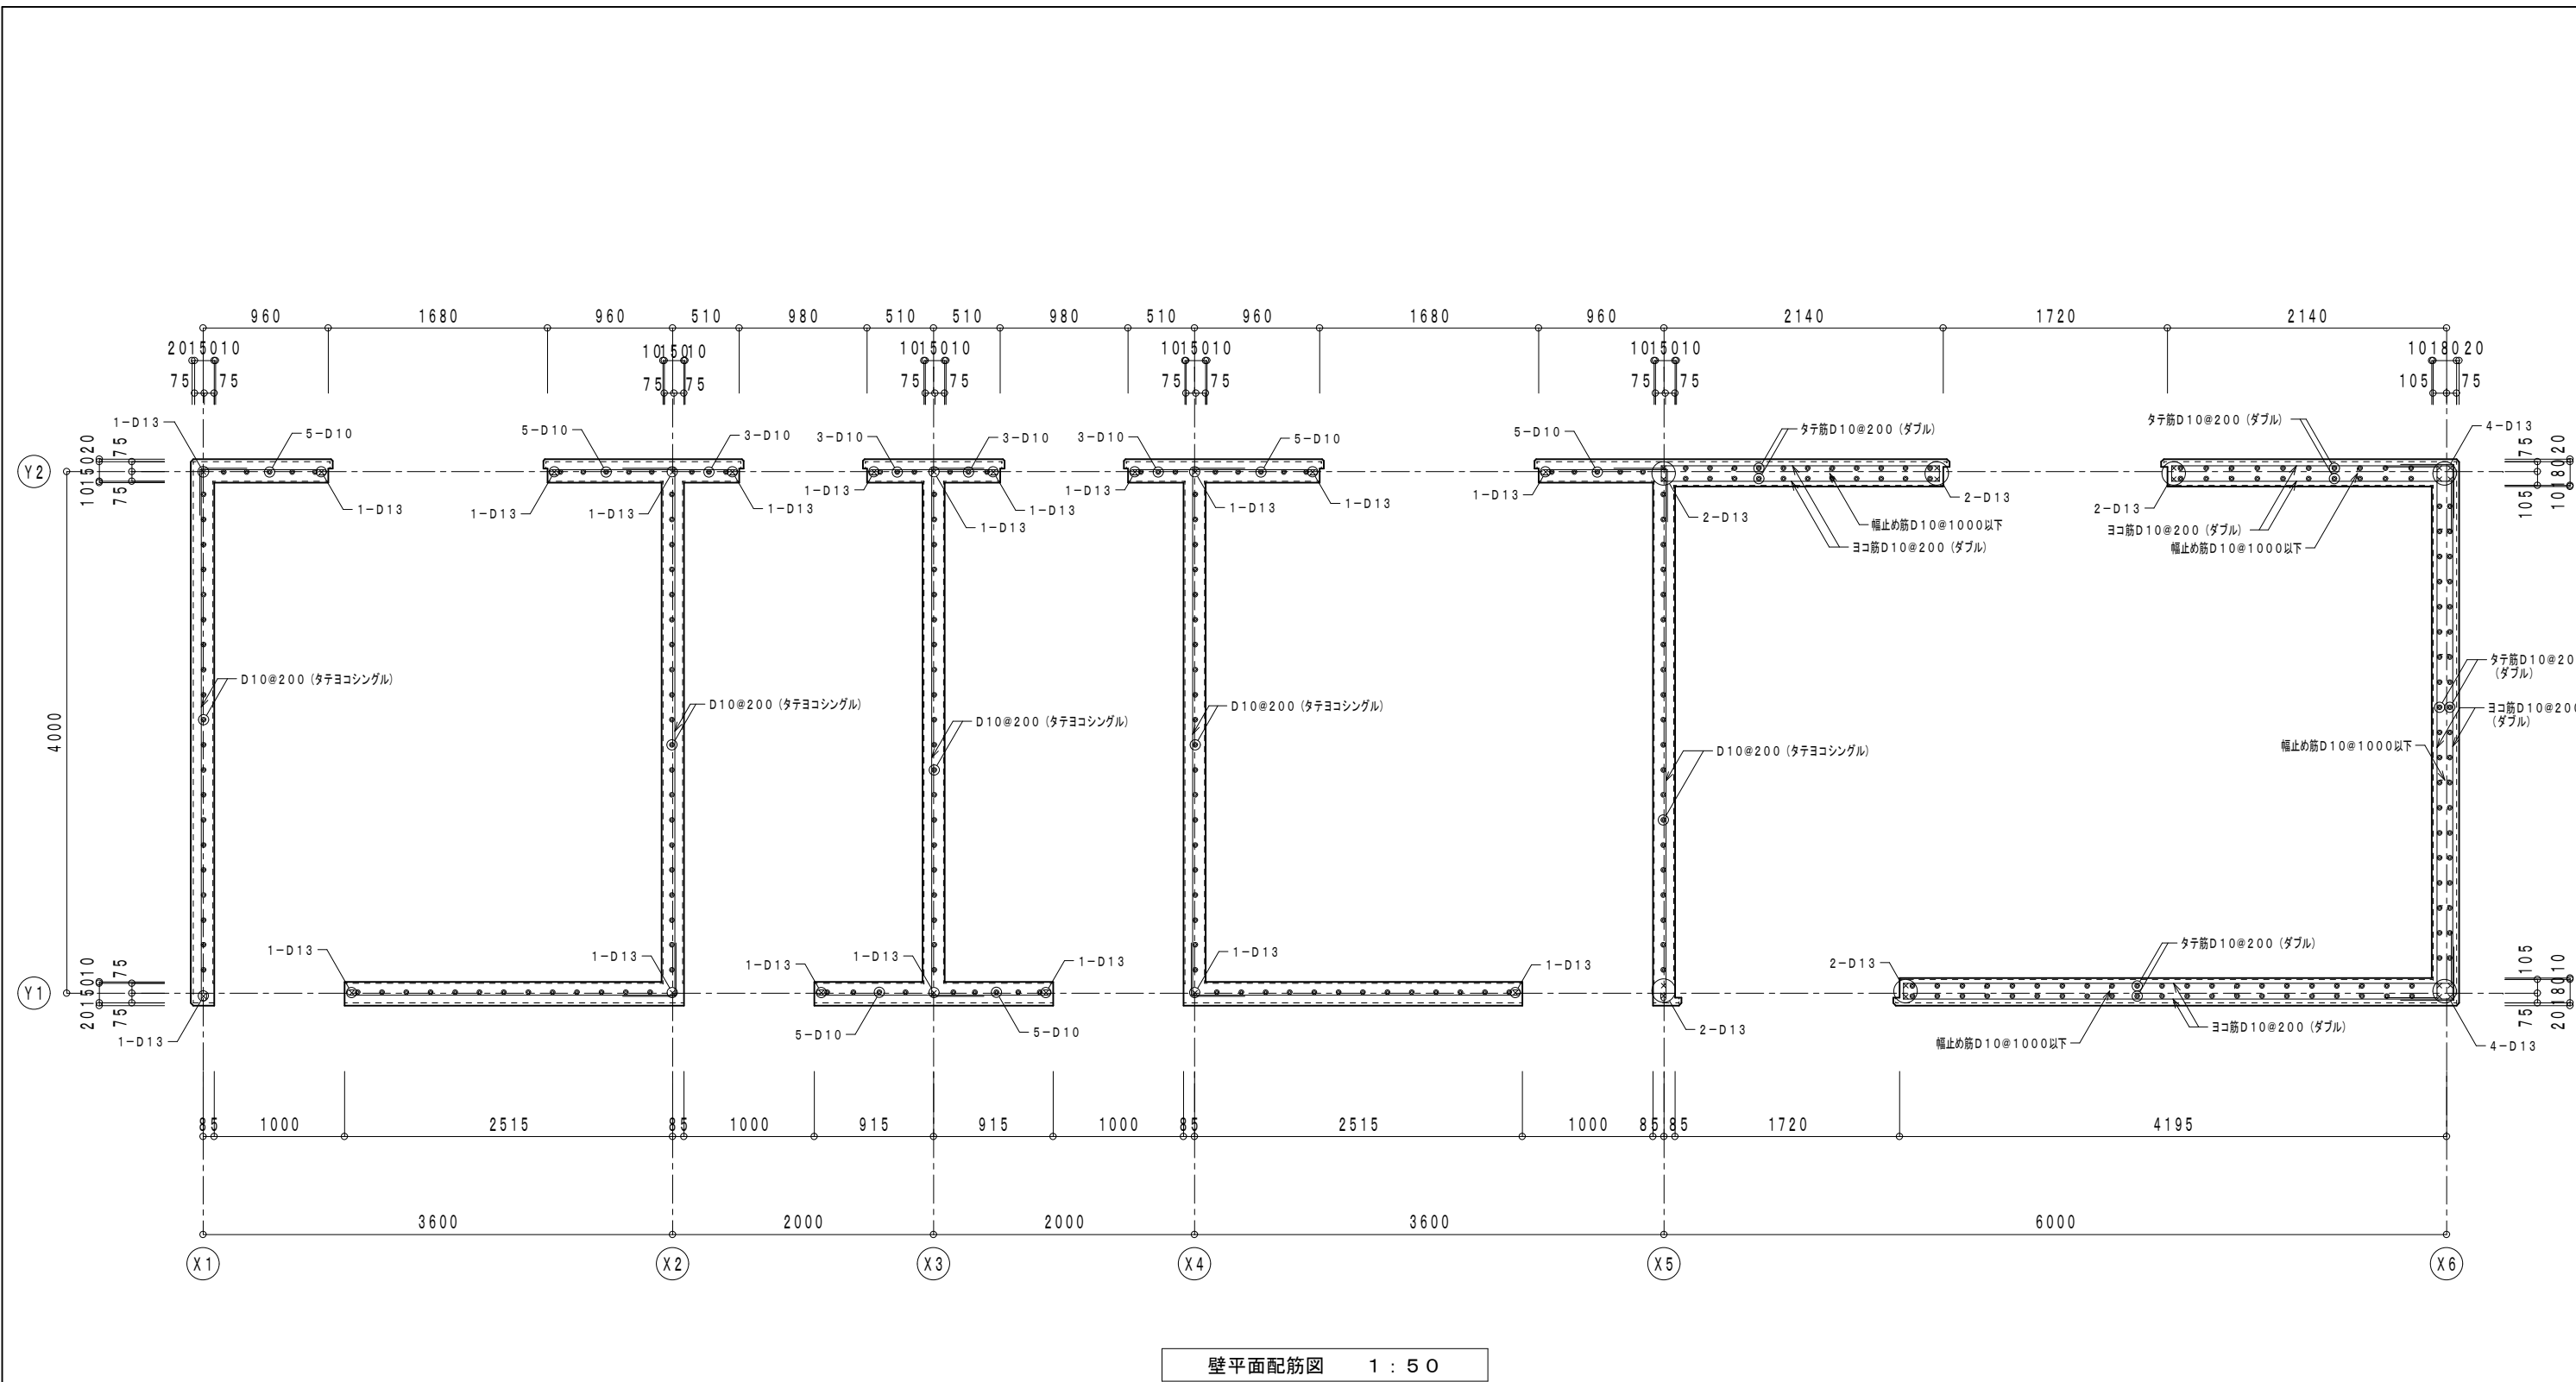 960 1680 960 510 980 510 510 980 510 960 1680 960 2140 1720 2140
2015010 1015010 1015010 1015010 1015010 1018020
75 75 75 75 75 75 75 75 75 75 105 75
1-D13
5-D10
5-D10
3-D10
3-D10
3-D10
3-D10
5-D10
5-D10
タテ筋D10@200(ダブル)
タテ筋D10@200(ダブル)
4-D13
Y2
1015020
75
75
75
105
1018020
1-D13
1-D13
1-D13
1-D13
1-D13
1-D13
1-D13
1-D13
1-D13
1-D13
1-D13
2-D13
2-D13
2-D13
幅止め筋D10@1000以下
ヨコ筋D10@200(ダブル)
ヨコ筋D10@200(ダブル)
幅止め筋D10@1000以下
4000
D10@200(タテヨコシングル)
D10@200(タテヨコシングル)
D10@200(タテヨコシングル)
D10@200(タテヨコシングル)
D10@200(タテヨコシングル)
タテ筋D10@20
(ダブル)
ヨコ筋D10@200
(ダブル)
幅止め筋D10@1000以下
1-D13
1-D13
1-D13
1-D13
1-D13
1-D13
1-D13
2-D13
タテ筋D10@200(ダブル)
Y1
2015010
75
75
105
75
2018010
1-D13
5-D10
5-D10
2-D13
幅止め筋D10@1000以下
ヨコ筋D10@200(ダブル)
4-D13
85 1000 2515 85 1000 915 915 1000 85 2515 1000 85 85 1720 4195
3600 2000 2000 3600 6000
X1 X2 X3 X4 X5 X6
壁平面配筋図 1:50